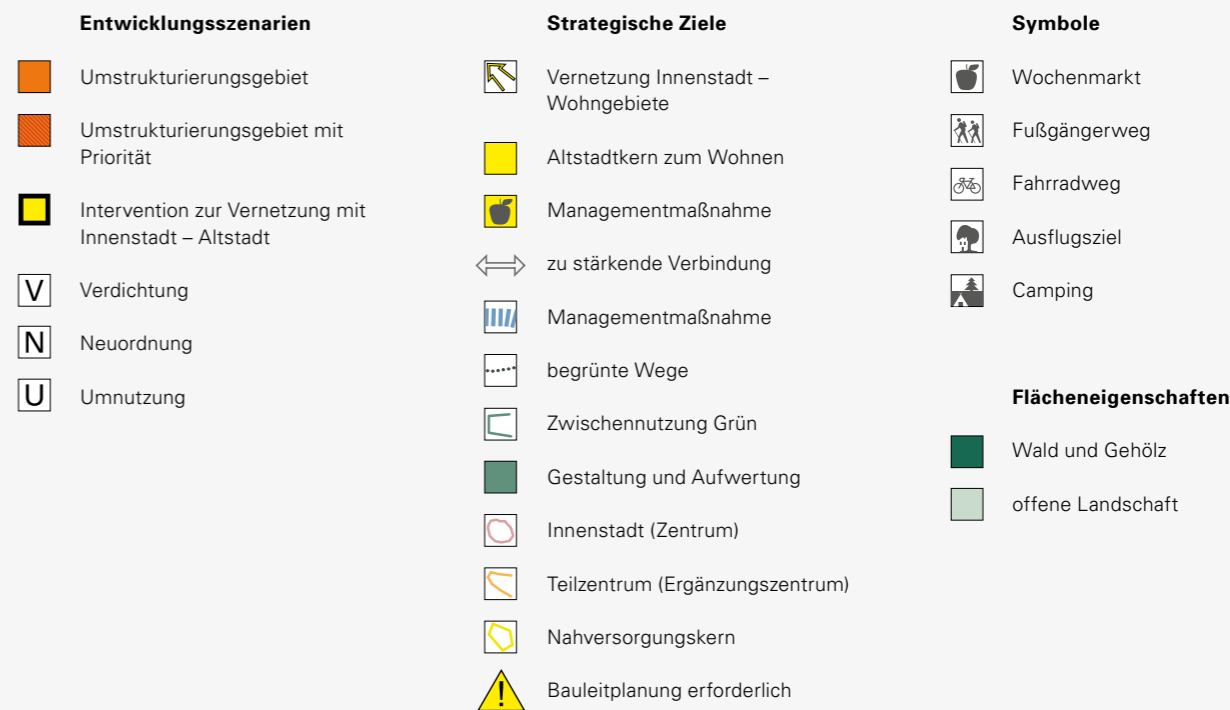 Entwicklungsszenarien
Umstrukturierungsgebiet
Umstrukturierungsgebiet mit
Priorität
Intervention zur Vernetzung mit
Innenstadt – Altstadt
V Verdichtung
N Neuordnung
U Umnutzung
Strategische Ziele
Vernetzung Innenstadt –
Wohngebiete
Altstadtkern zum Wohnen
Managementmaßnahme
zu stärkende Verbindung
Managementmaßnahme
begrünte Wege
Zwischennutzung Grün
Gestaltung und Aufwertung
Innenstadt (Zentrum)
Teilzentrum (Ergänzungszentrum)
Nahversorgungskern
! Bauleitplanung erforderlich
Symbole
Wochenmarkt
Fußgängerweg
Fahrradweg
Ausflugsziel
Camping
Flächeneigenschaften
Wald und Gehölz
offene Landschaft